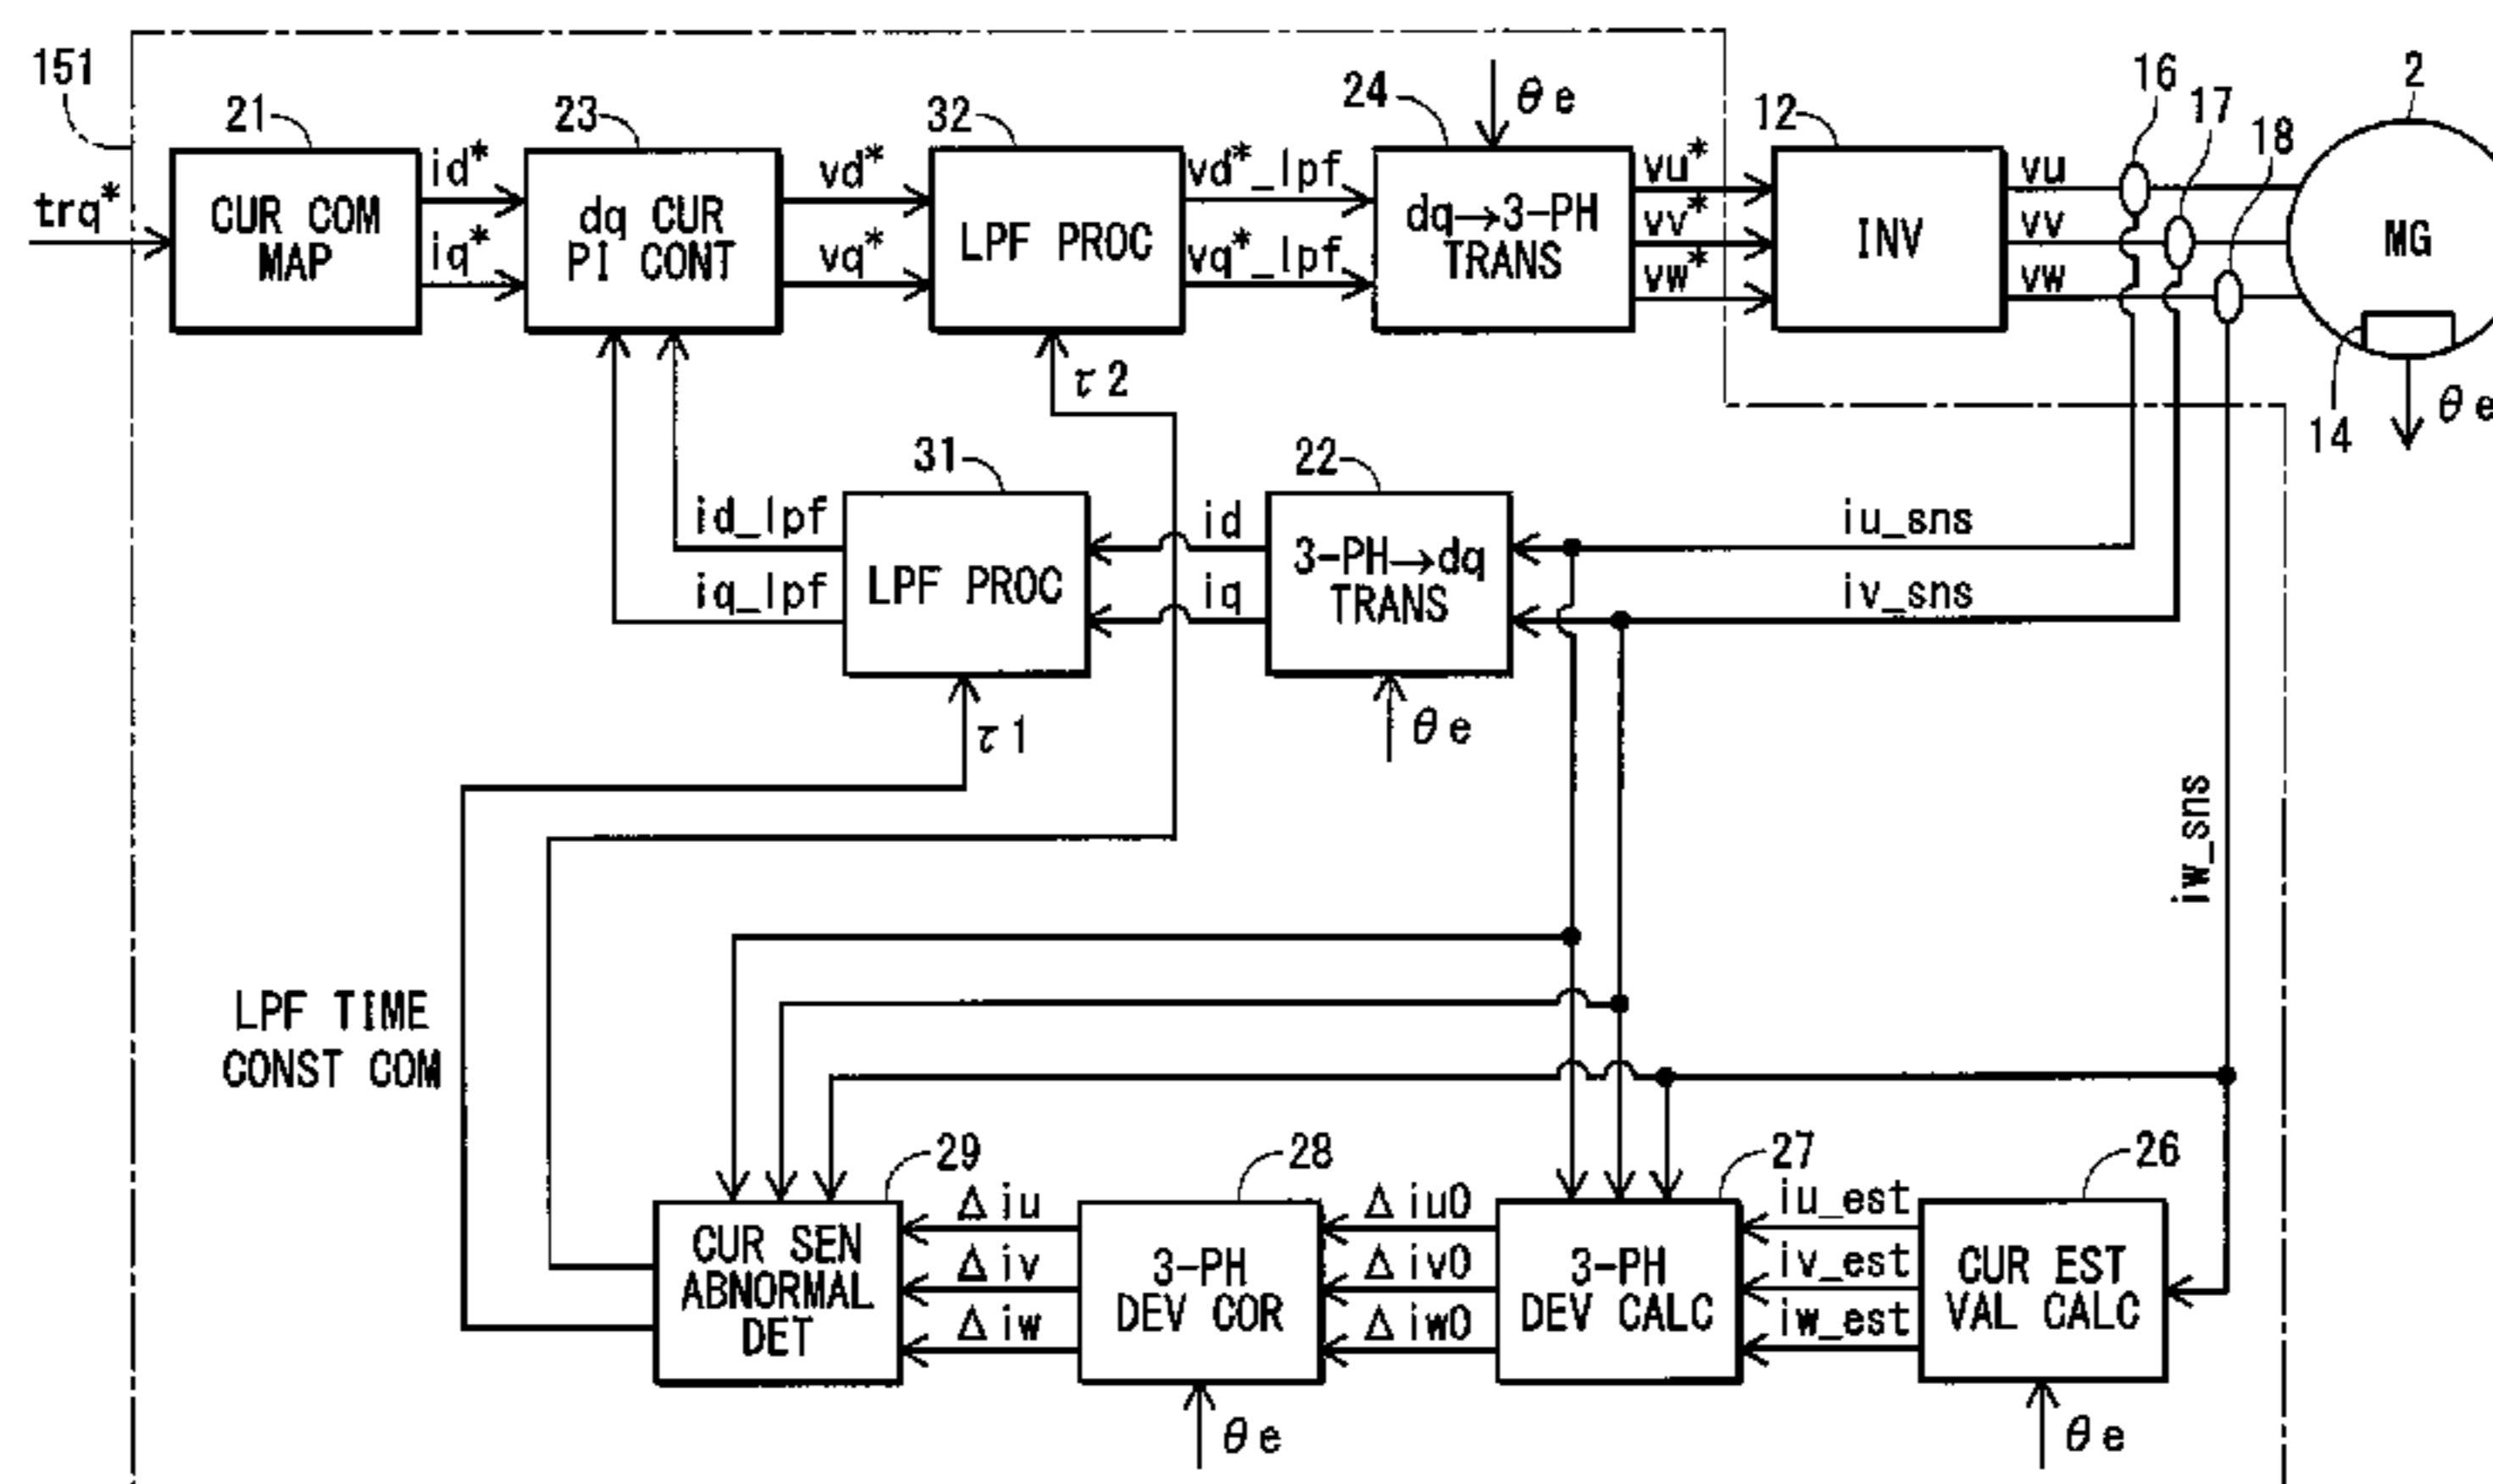 151
21
23
32
24
θe
12
16
17
18
2
trq*
CUR COM
MAP
id*
iq*
dq CUR
PI CONT
vd*
vq*
LPF PROC
vd*_lpf
vq*_lpf
dq→3-PH
TRANS
vu*
vv*
vw*
INV
vu
vv
vw
MG
14
θe
τ2
31
22
id_lpf
iq_lpf
LPF PROC
id
iq
3-PH→dq
TRANS
iu_sns
iv_sns
τ1
θe
iw_sns
LPF TIME
CONST COM
29
28
27
26
CUR SEN
ABNORMAL
DET
Δiu
Δiv
Δiw
3-PH
DEV COR
Δiu0
Δiv0
Δiw0
3-PH
DEV CALC
iu_est
iv_est
iw_est
CUR EST
VAL CALC
θe
θe